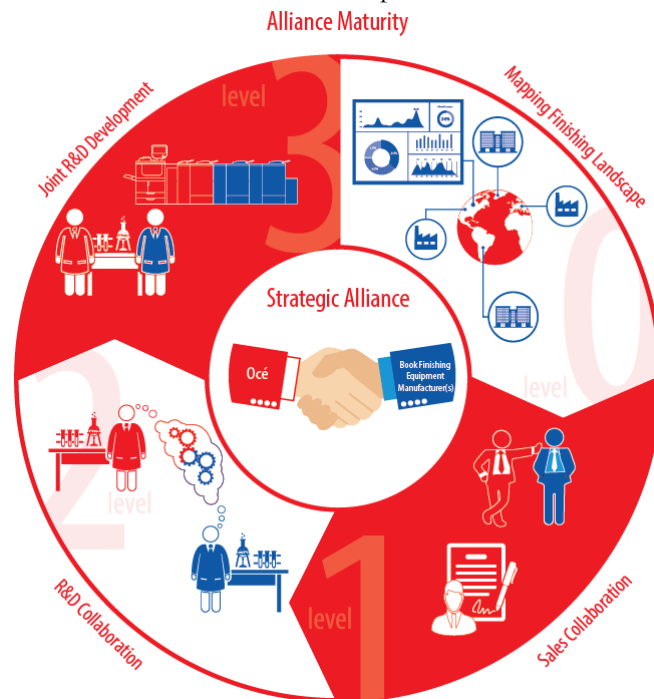 Alliance Maturity
level
3
Joint R&D Development
Mapping Finishing Landscape
0
level
Strategic Alliance
Océ
Book Finishing
Equipment
Manufacturer(s)
2
level
R&D Collaboration
level
1
Sales Collaboration